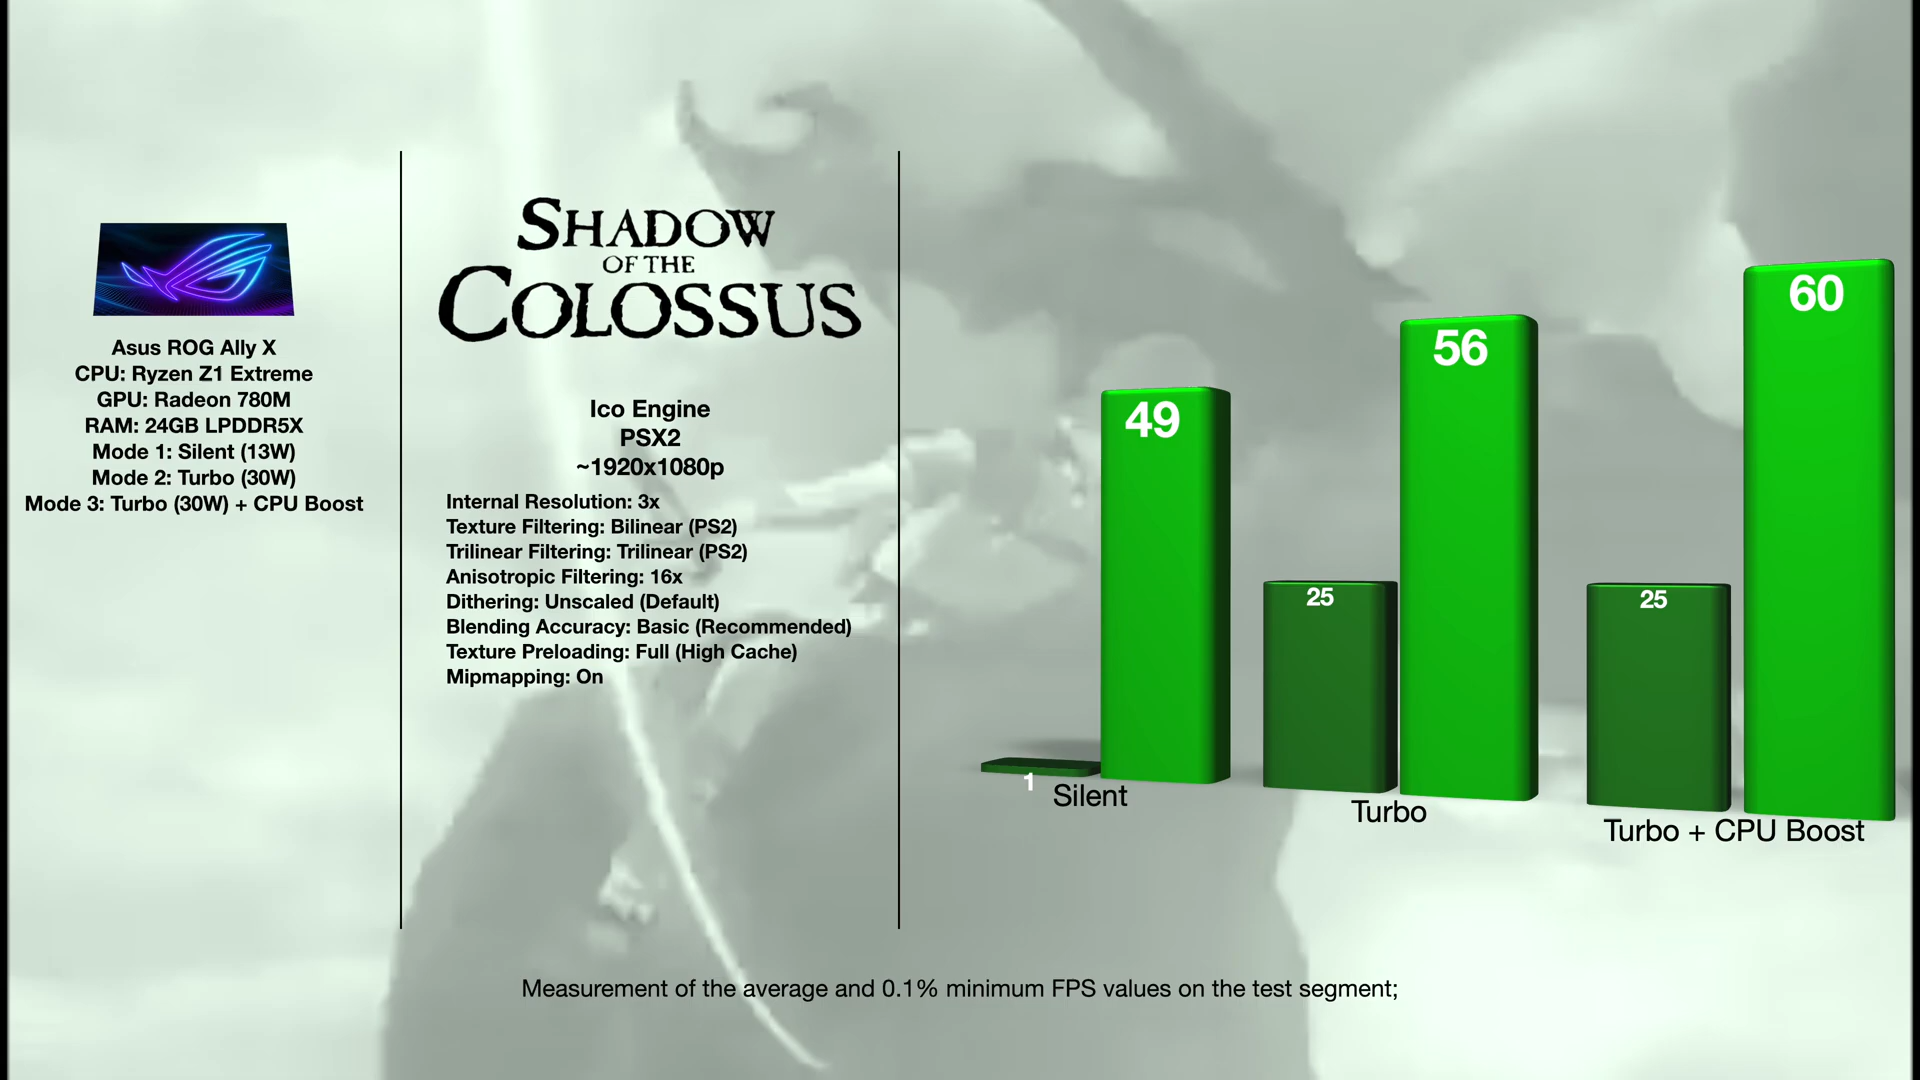 Asus ROG Ally X
CPU: Ryzen Z1 Extreme
GPU: Radeon 780M
RAM: 24GB LPDDR5X
Mode 1: Silent (13W)
Mode 2: Turbo (30W)
Mode 3: Turbo (30W) + CPU Boost
SHADOW
OF THE
COLOSSUS
Ico Engine
PSX2
~1920x1080p
Internal Resolution: 3x
Texture Filtering: Bilinear (PS2)
Trilinear Filtering: Trilinear (PS2)
Anisotropic Filtering: 16x
Dithering: Unscaled (Default)
Blending Accuracy: Basic (Recommended)
Texture Preloading: Full (High Cache)
Mipmapping: On
1
49
Silent
25
56
Turbo
25
60
Turbo + CPU Boost
Measurement of the average and 0.1% minimum FPS values on the test segment;